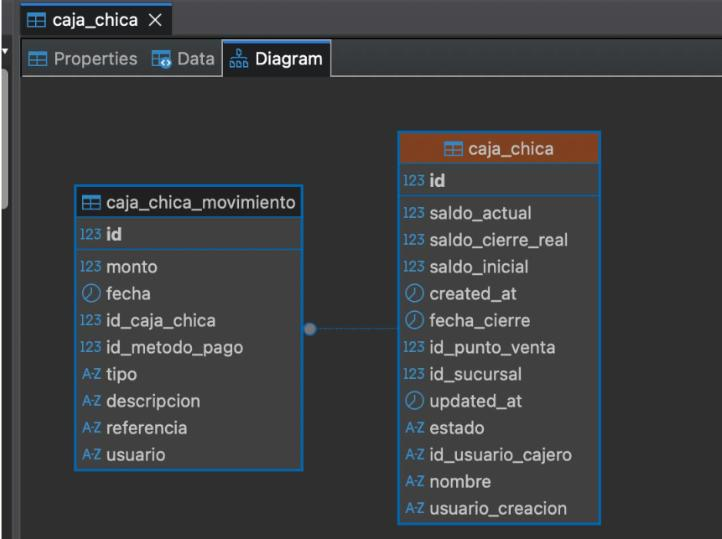 caja_chica
Properties Data Diagram
caja_chica_movimiento
123 id
123 monto
fecha
123 id_caja_chica
123 id_metodo_pago
A-Z tipo
A-Z descripcion
A-Z referencia
A-Z usuario
caja_chica
123 id
123 saldo_actual
123 saldo_cierre_real
123 saldo_inicial
created_at
fecha_cierre
123 id_punto_venta
123 id_sucursal
updated_at
A-Z estado
A-Z id_usuario_cajero
A-Z nombre
A-Z usuario_creacion